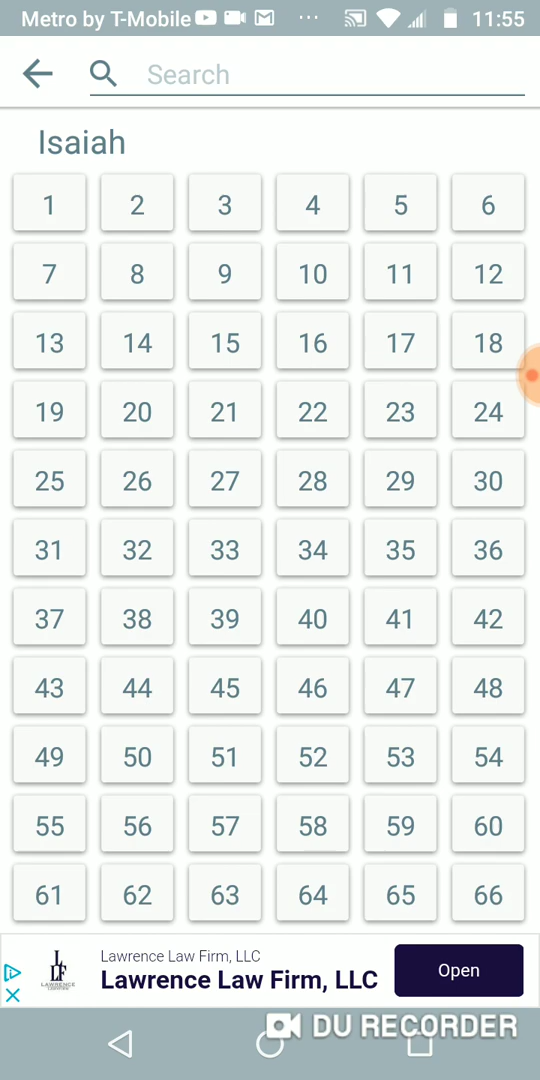 Metro by T-Mobile ... 11:55
Search
Isaiah
1 2 3 4 5 6
7 8 9 10 11 12
13 14 15 16 17 18
19 20 21 22 23 24
25 26 27 28 29 30
31 32 33 34 35 36
37 38 39 40 41 42
43 44 45 46 47 48
49 50 51 52 53 54
55 56 57 58 59 60
61 62 63 64 65 66
Lawrence Law Firm, LLC
Lawrence Law Firm, LLC
Open
LLF
LAWRENCE
DU RECORDER